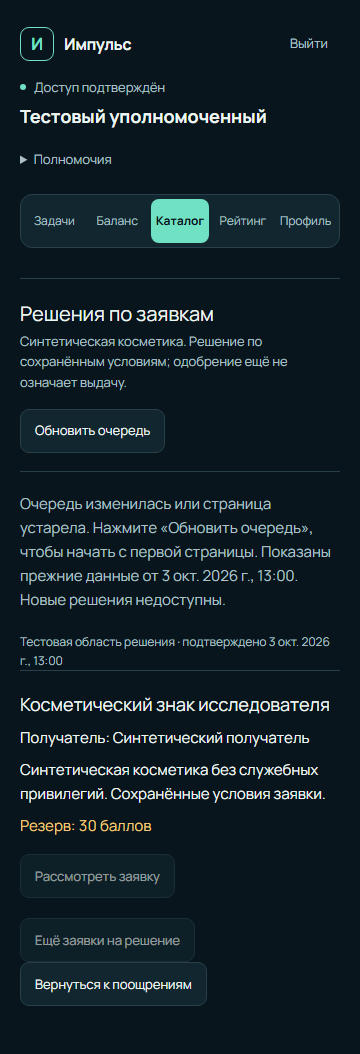 И Импульс Выйти
Доступ подтверждён
Тестовый уполномоченный
Полномочия
Задачи Баланс Каталог Рейтинг Профиль
Решения по заявкам
Синтетическая косметика. Решение по
сохранённым условиям; одобрение ещё не
означает выдачу.
Обновить очередь
Очередь изменилась или страница
устарела. Нажмите «Обновить очередь»,
чтобы начать с первой страницы. Показаны
прежние данные от 3 окт. 2026 г., 13:00.
Новые решения недоступны.
Тестовая область решения · подтверждено 3 окт. 2026
г., 13:00
Косметический знак исследователя
Получатель: Синтетический получатель
Синтетическая косметика без служебных
привилегий. Сохранённые условия заявки.
Резерв: 30 баллов
Рассмотреть заявку
Ещё заявки на решение
Вернуться к поощрениям